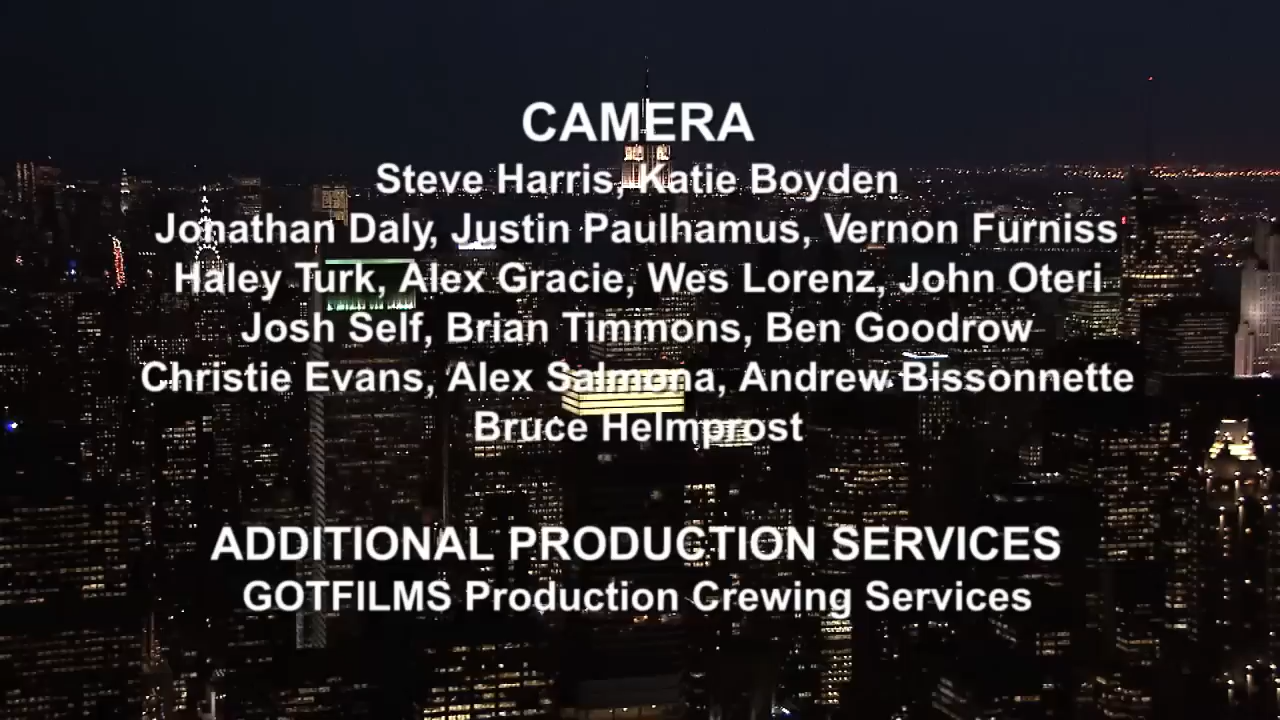 CAMERA
Steve Harris, Katie Boyden
Jonathan Daly, Justin Paulhamus, Vernon Furniss
Haley Turk, Alex Gracie, Wes Lorenz, John Oteri
Josh Self, Brian Timmons, Ben Goodrow
Christie Evans, Alex Salmona, Andrew Bissonnette
Bruce Helmprost
ADDITIONAL PRODUCTION SERVICES
GOTFILMS Production Crewing Services